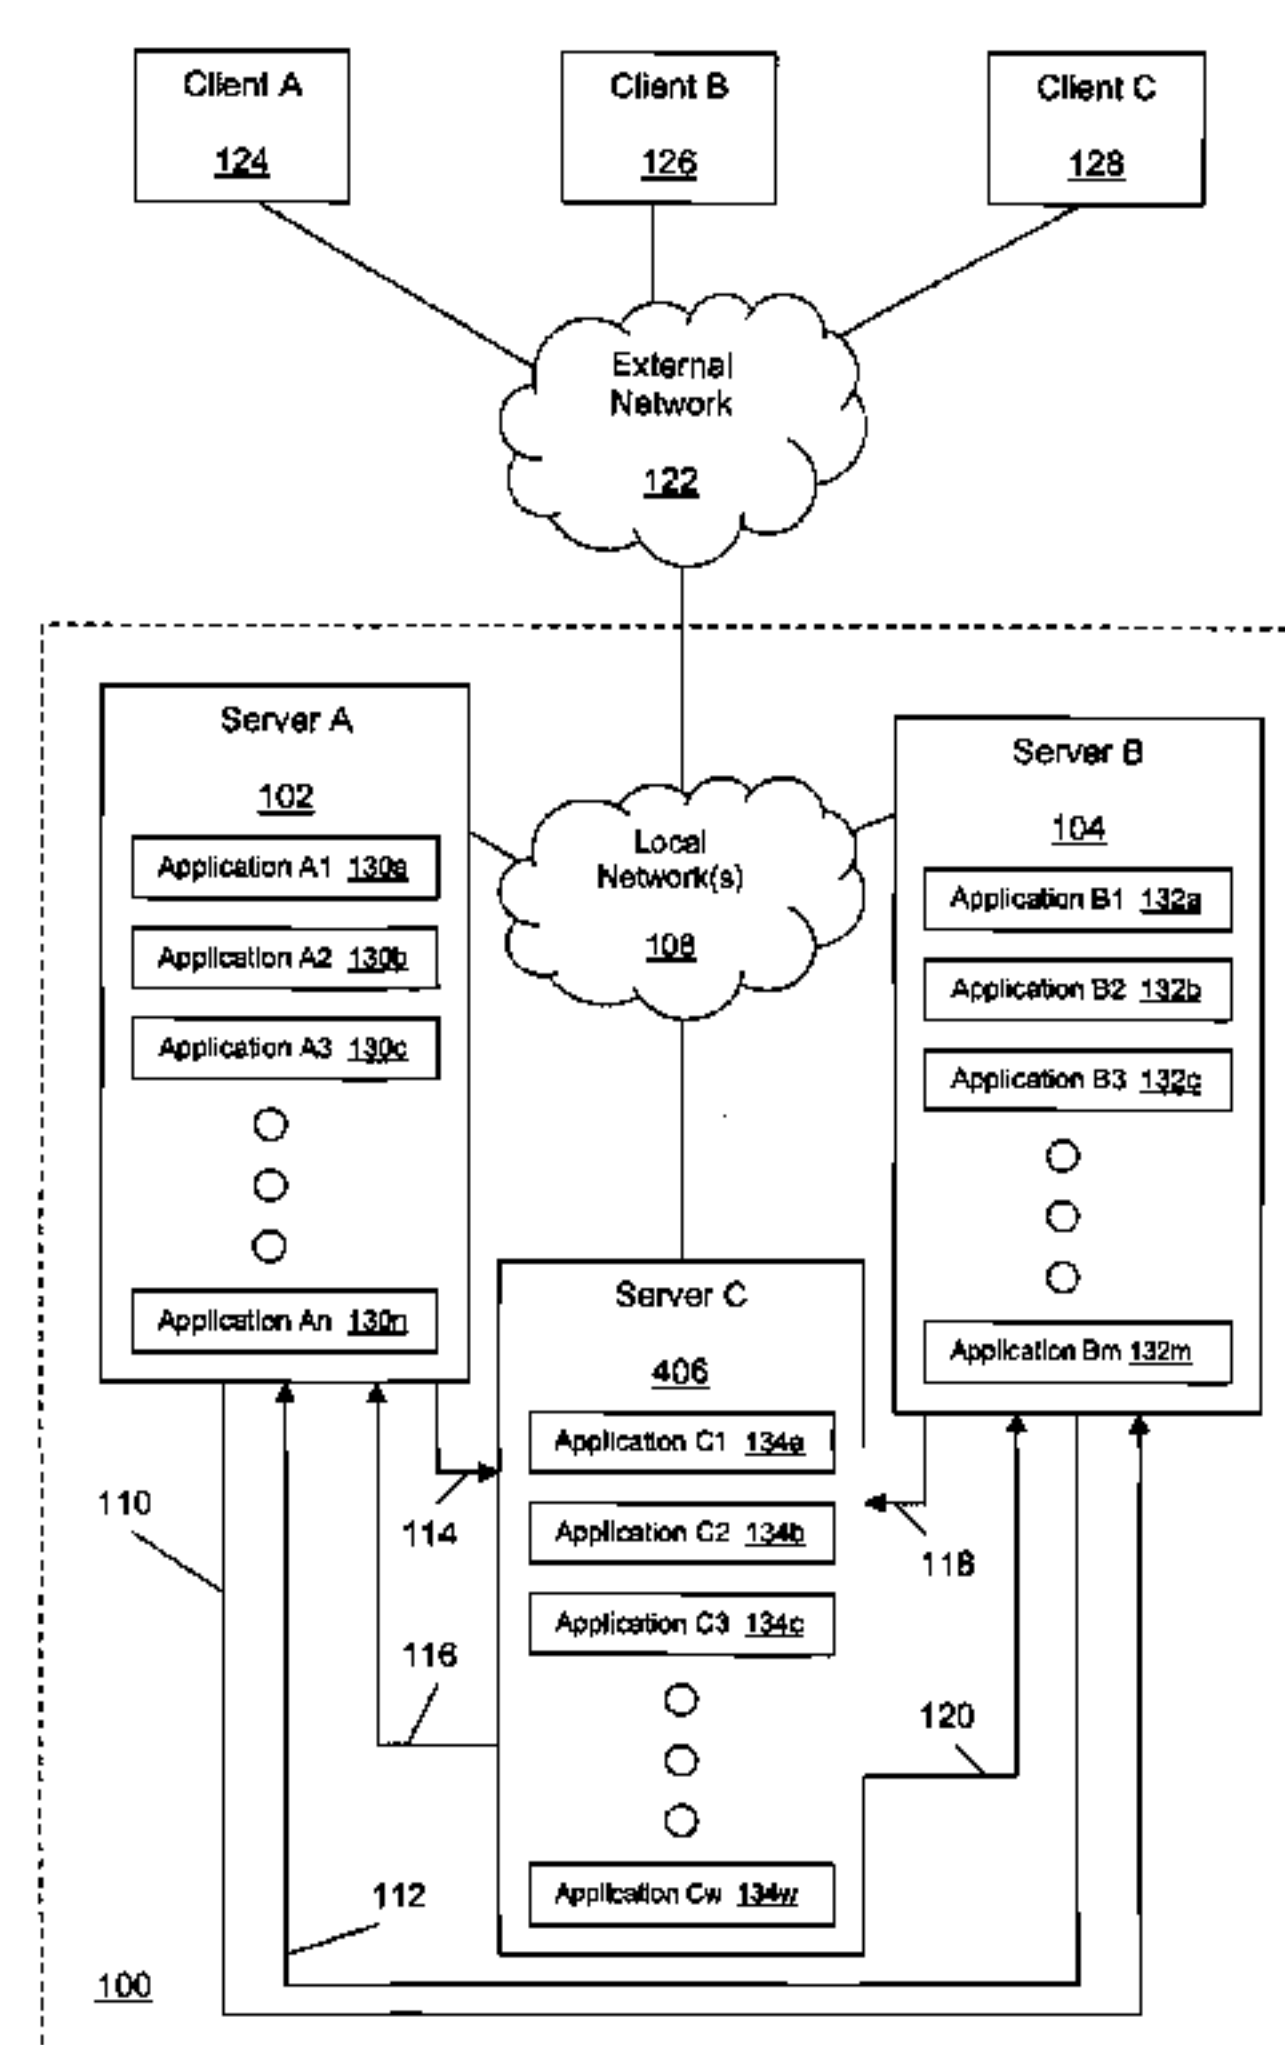 Client A
124
Client B
126
Client C
128
External
Network
122
Server A
102
Application A1 130a
Application A2 130b
Application A3 130c
Application An 130n
Local
Network(s)
108
Server B
104
Application B1 132a
Application B2 132b
Application B3 132c
Application Bm 132m
Server C
406
Application C1 134a
Application C2 134b
Application C3 134c
Application Cw 134w
110
114
118
116
120
112
100